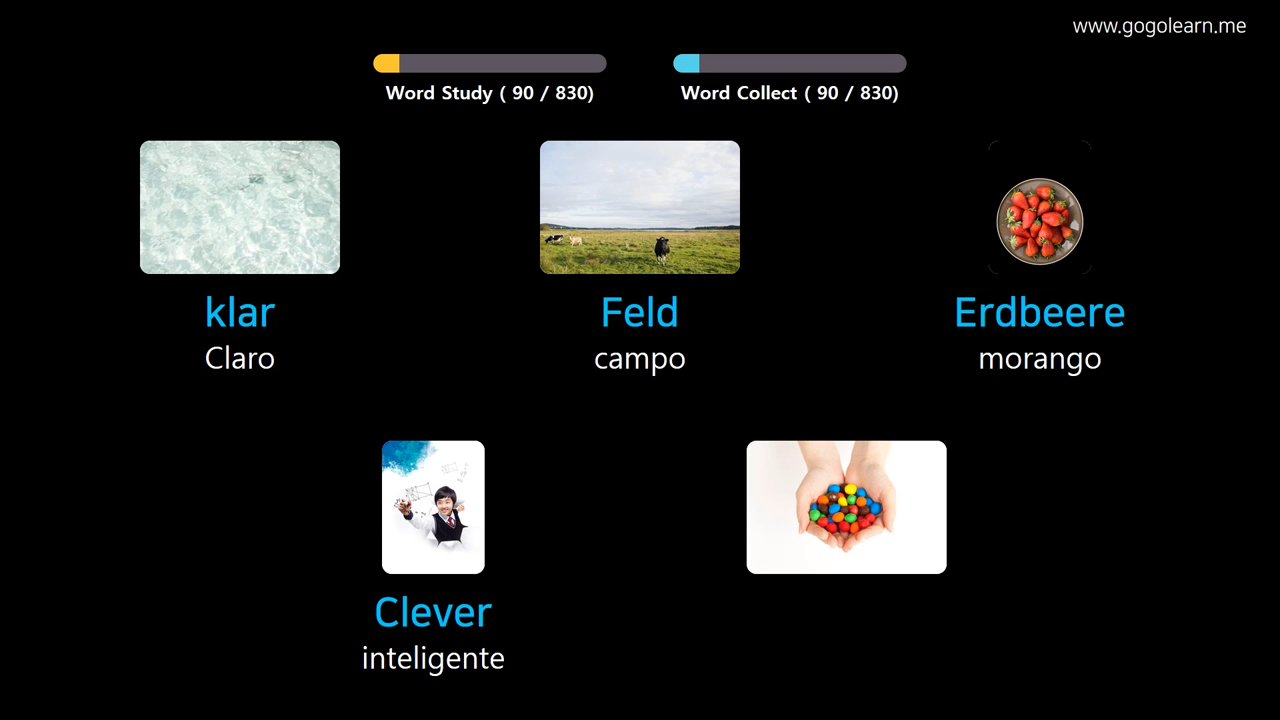 www.gogolearn.me
Word Study ( 90 / 830)
Word Collect ( 90 / 830)
klar
Claro
Feld
campo
Erdbeere
morango
Clever
inteligente